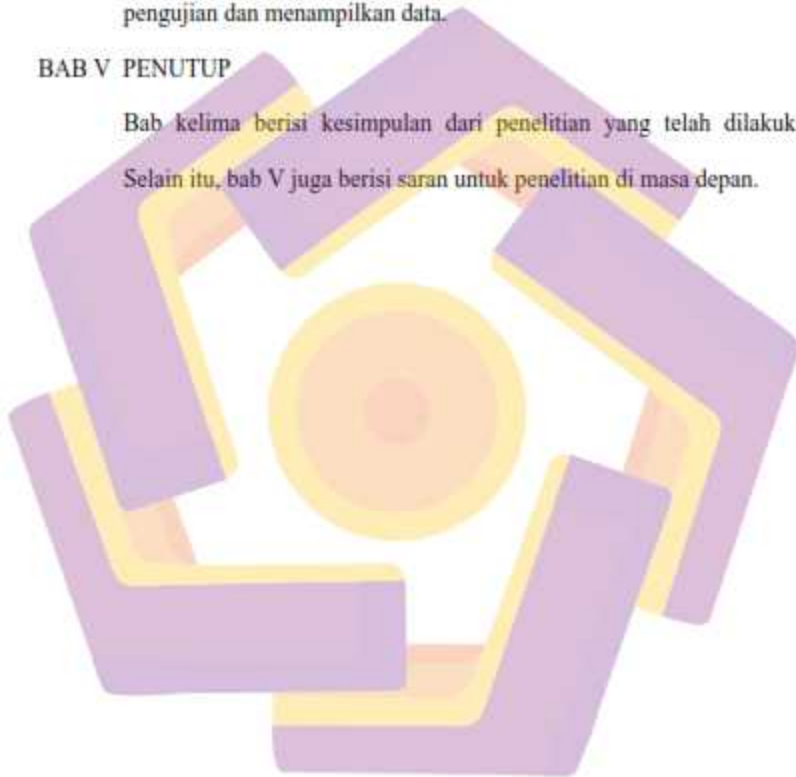 pengujian dan menampilkan data.
BAB V PENUTUP
Bab kelima berisi kesimpulan dari penelitian yang telah dilakuk
Selain itu, bab V juga berisi saran untuk penelitian di masa depan.